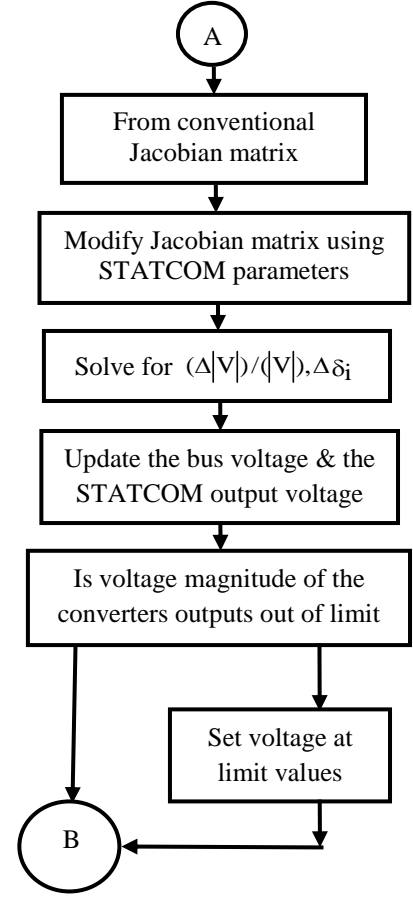 A
From conventional
Jacobian matrix
Modify Jacobian matrix using
STATCOM parameters
Solve for (Δ|V|)/(|V|),Δδi
Update the bus voltage & the
STATCOM output voltage
Is voltage magnitude of the
converters outputs out of limit
Set voltage at
limit values
B